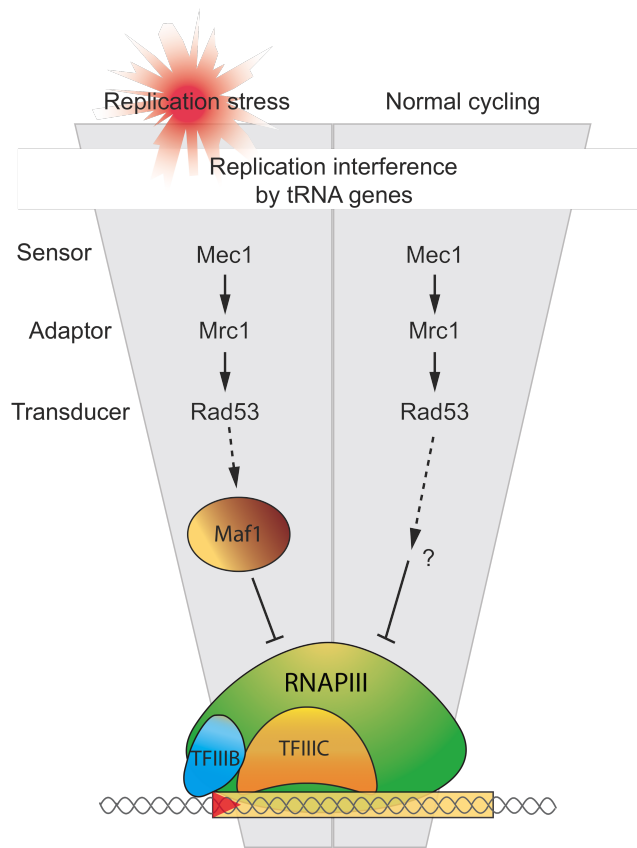 Replication stress
Normal cycling
Replication interference
by tRNA genes
Sensor
Mec1
Mec1
Adaptor
Mrc1
Mrc1
Transducer
Rad53
Rad53
Maf1
?
RNAPIII
TFIIIB
TFIIIC